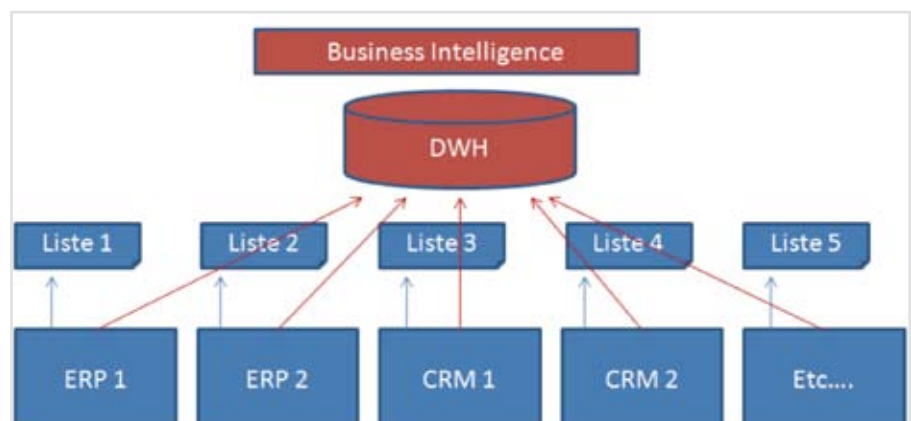 Business Intelligence
DWH
Liste 1
Liste 2
Liste 3
Liste 4
Liste 5
ERP 1
ERP 2
CRM 1
CRM 2
Etc....